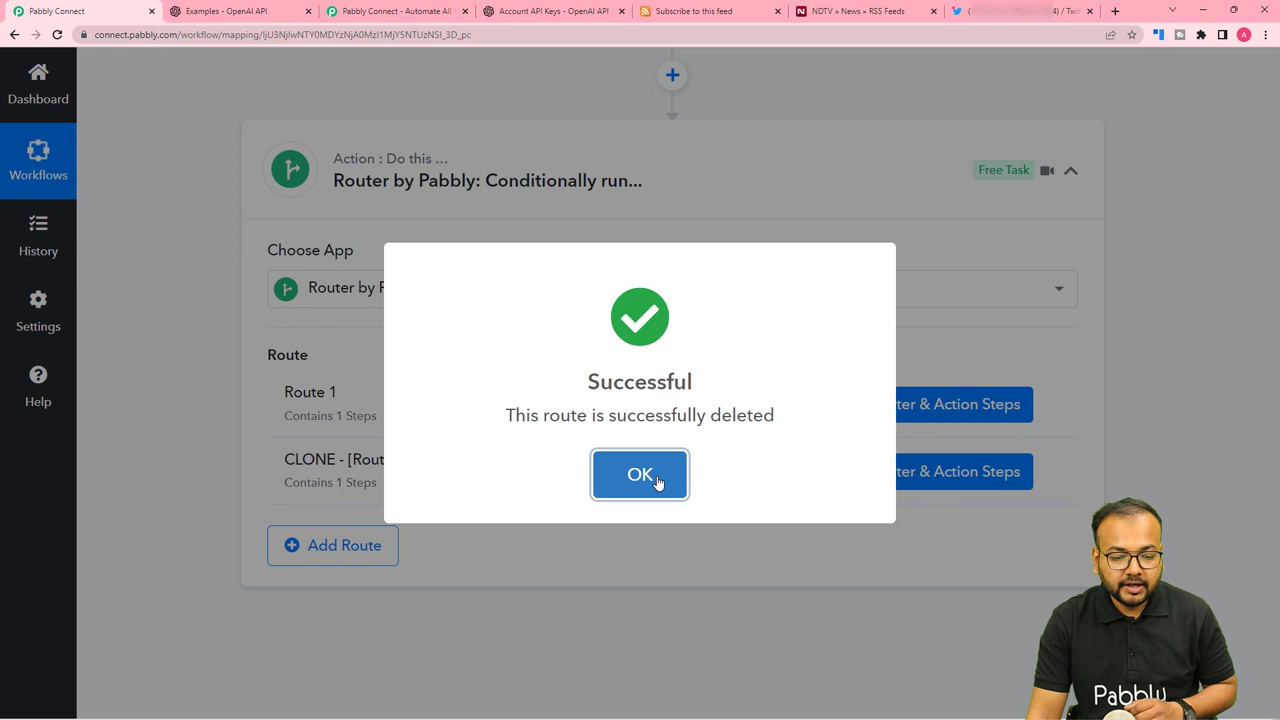 Pabbly Connect
Examples - OpenAI API
Pabbly Connect - Automate All
Account API Keys - OpenAI API
Subscribe to this feed
NDTV » News » RSS Feeds
4) / Twit
connect.pabbly.com/workflow/mapping/IjU3NjIwNTY0MDYzNjA0MzI1MjY5NTUzNSI_3D_pc
A
Dashboard
Workflows
History
Settings
Help
Action : Do this ...
Router by Pabbly: Conditionally run...
Free Task
Choose App
Router by P
Route
Route 1
Contains 1 Steps
ter & Action Steps
CLONE - [Rout
Contains 1 Steps
ter & Action Steps
Add Route
Successful
This route is successfully deleted
OK
Pabbly